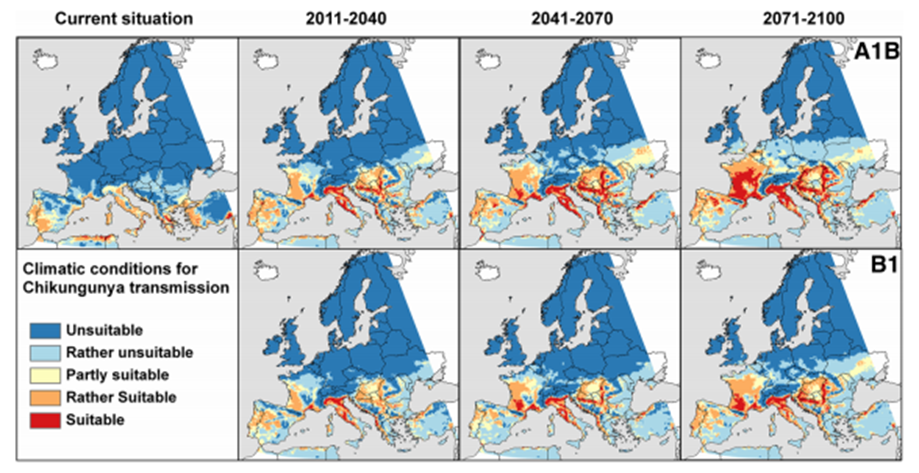 Current situation
2011-2040
2041-2070
2071-2100
A1B
B1
Climatic conditions for
Chikungunya transmission
Unsuitable
Rather unsuitable
Partly suitable
Rather Suitable
Suitable